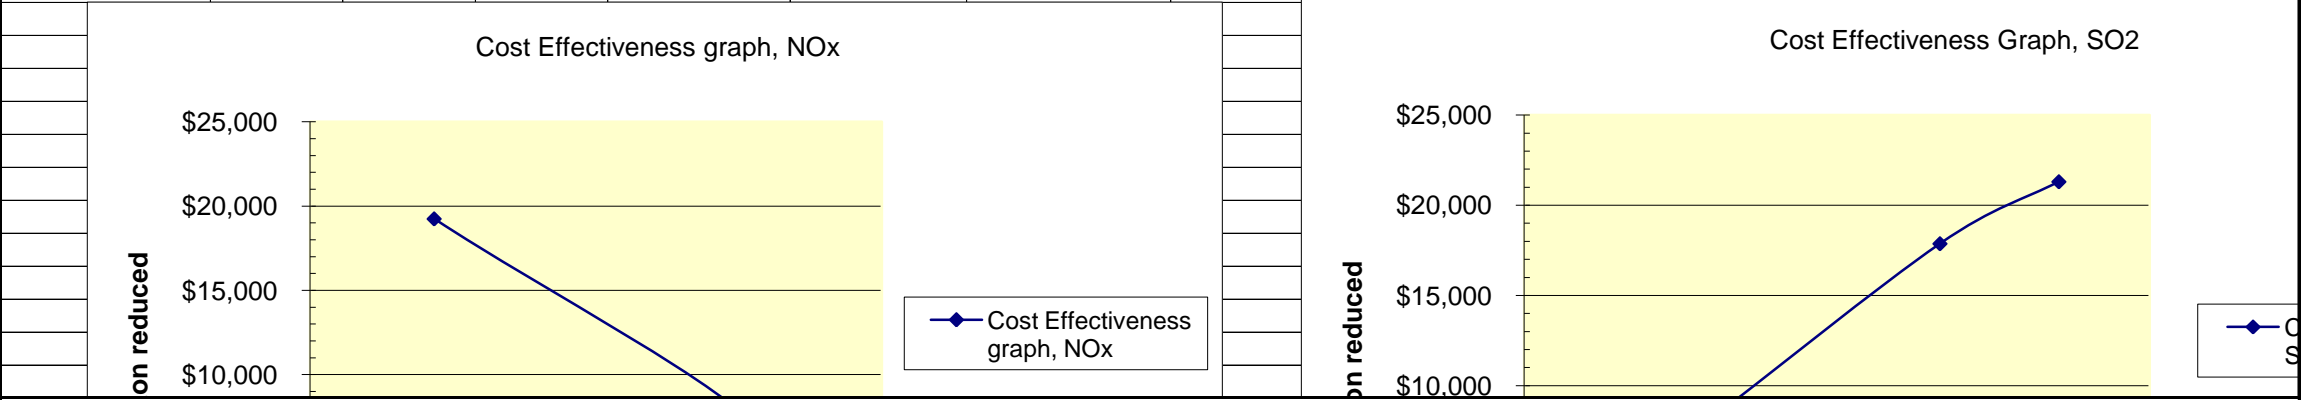 Cost Effectiveness graph, NOx
$25,000
$20,000
$15,000
$10,000
on reduced
Cost Effectiveness
graph, NOx
Cost Effectiveness Graph, SO2
$25,000
$20,000
$15,000
$10,000
on reduced
C
S